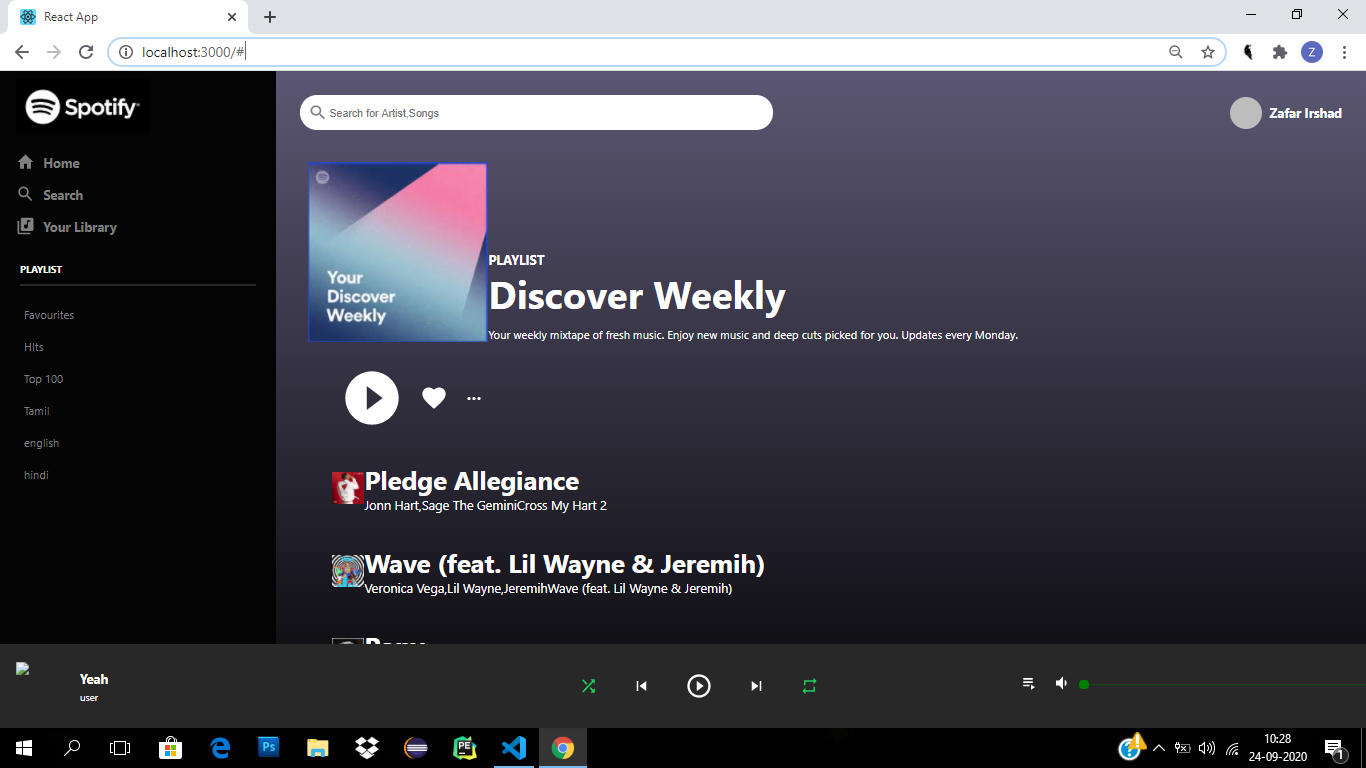 React App
localhost:3000/#
Z
Spotify
Home
Search
Your Library
PLAYLIST
Favourites
HIts
Top 100
Tamil
english
hindi
Search for Artist,Songs
Zafar Irshad
Your
Discover
Weekly
PLAYLIST
Discover Weekly
Your weekly mixtape of fresh music. Enjoy new music and deep cuts picked for you. Updates every Monday.
Pledge Allegiance
Jonn Hart,Sage The GeminiCross My Hart 2
Wave (feat. Lil Wayne & Jeremih)
Veronica Vega,Lil Wayne,JeremihWave (feat. Lil Wayne & Jeremih)
Yeah
user
Ps
PE
10:28
24-09-2020
1